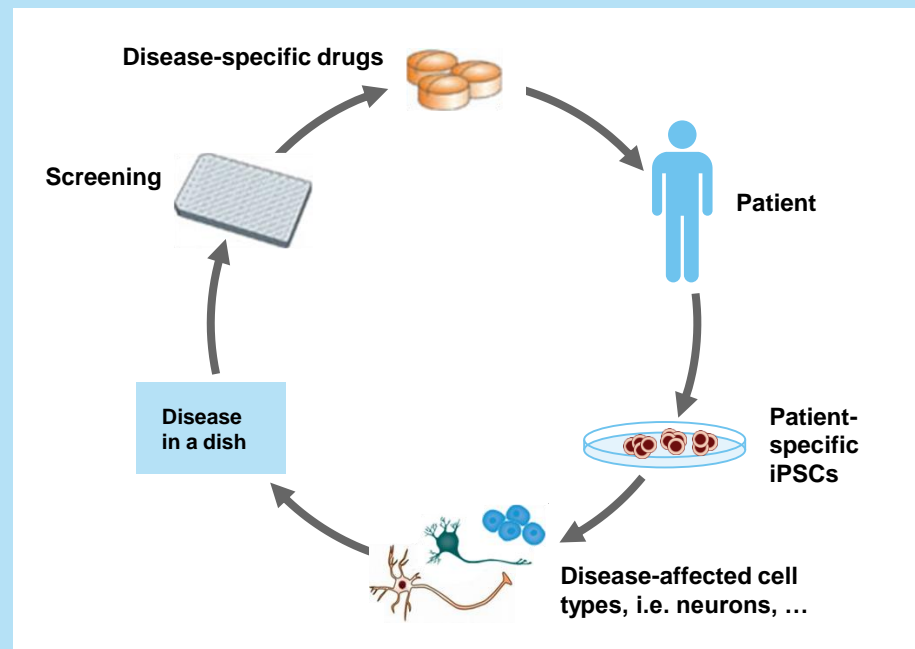 Disease-specific drugs
Screening
Patient
Disease
in a dish
Patient-
specific
iPSCs
Disease-affected cell
types, i.e. neurons, …